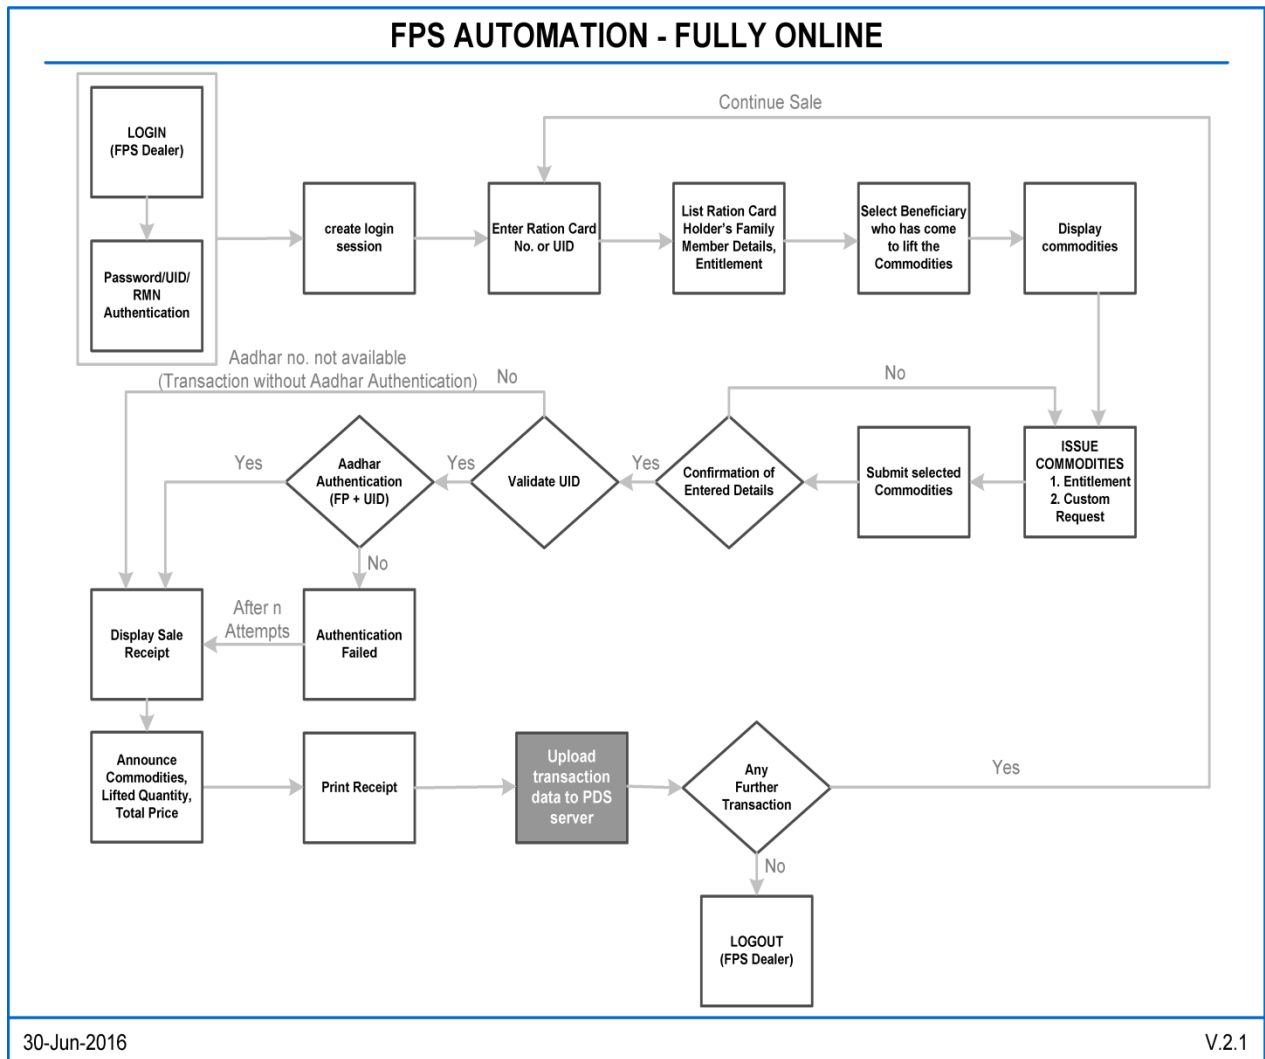 FPS AUTOMATION - FULLY ONLINE
Continue Sale
LOGIN
(FPS Dealer)
Password/UID/
RMN
Authentication
create login
session
Enter Ration Card
No. or UID
List Ration Card
Holder's Family
Member Details,
Entitlement
Select Beneficiary
who has come
to lift the
Commodities
Display
commodities
Aadhar no. not available
(Transaction without Aadhar Authentication)
No
No
ISSUE
COMMODITIES
1. Entitlement
2. Custom
Request
Submit selected
Commodities
Confirmation of
Entered Details
Yes
Validate UID
Yes
Aadhar
Authentication
(FP + UID)
Yes
No
Authentication
Failed
After n
Attempts
Display Sale
Receipt
Announce
Commodities,
Lifted Quantity,
Total Price
Print Receipt
Upload
transaction
data to PDS
server
Any
Further
Transaction
Yes
No
LOGOUT
(FPS Dealer)
30-Jun-2016
V.2.1